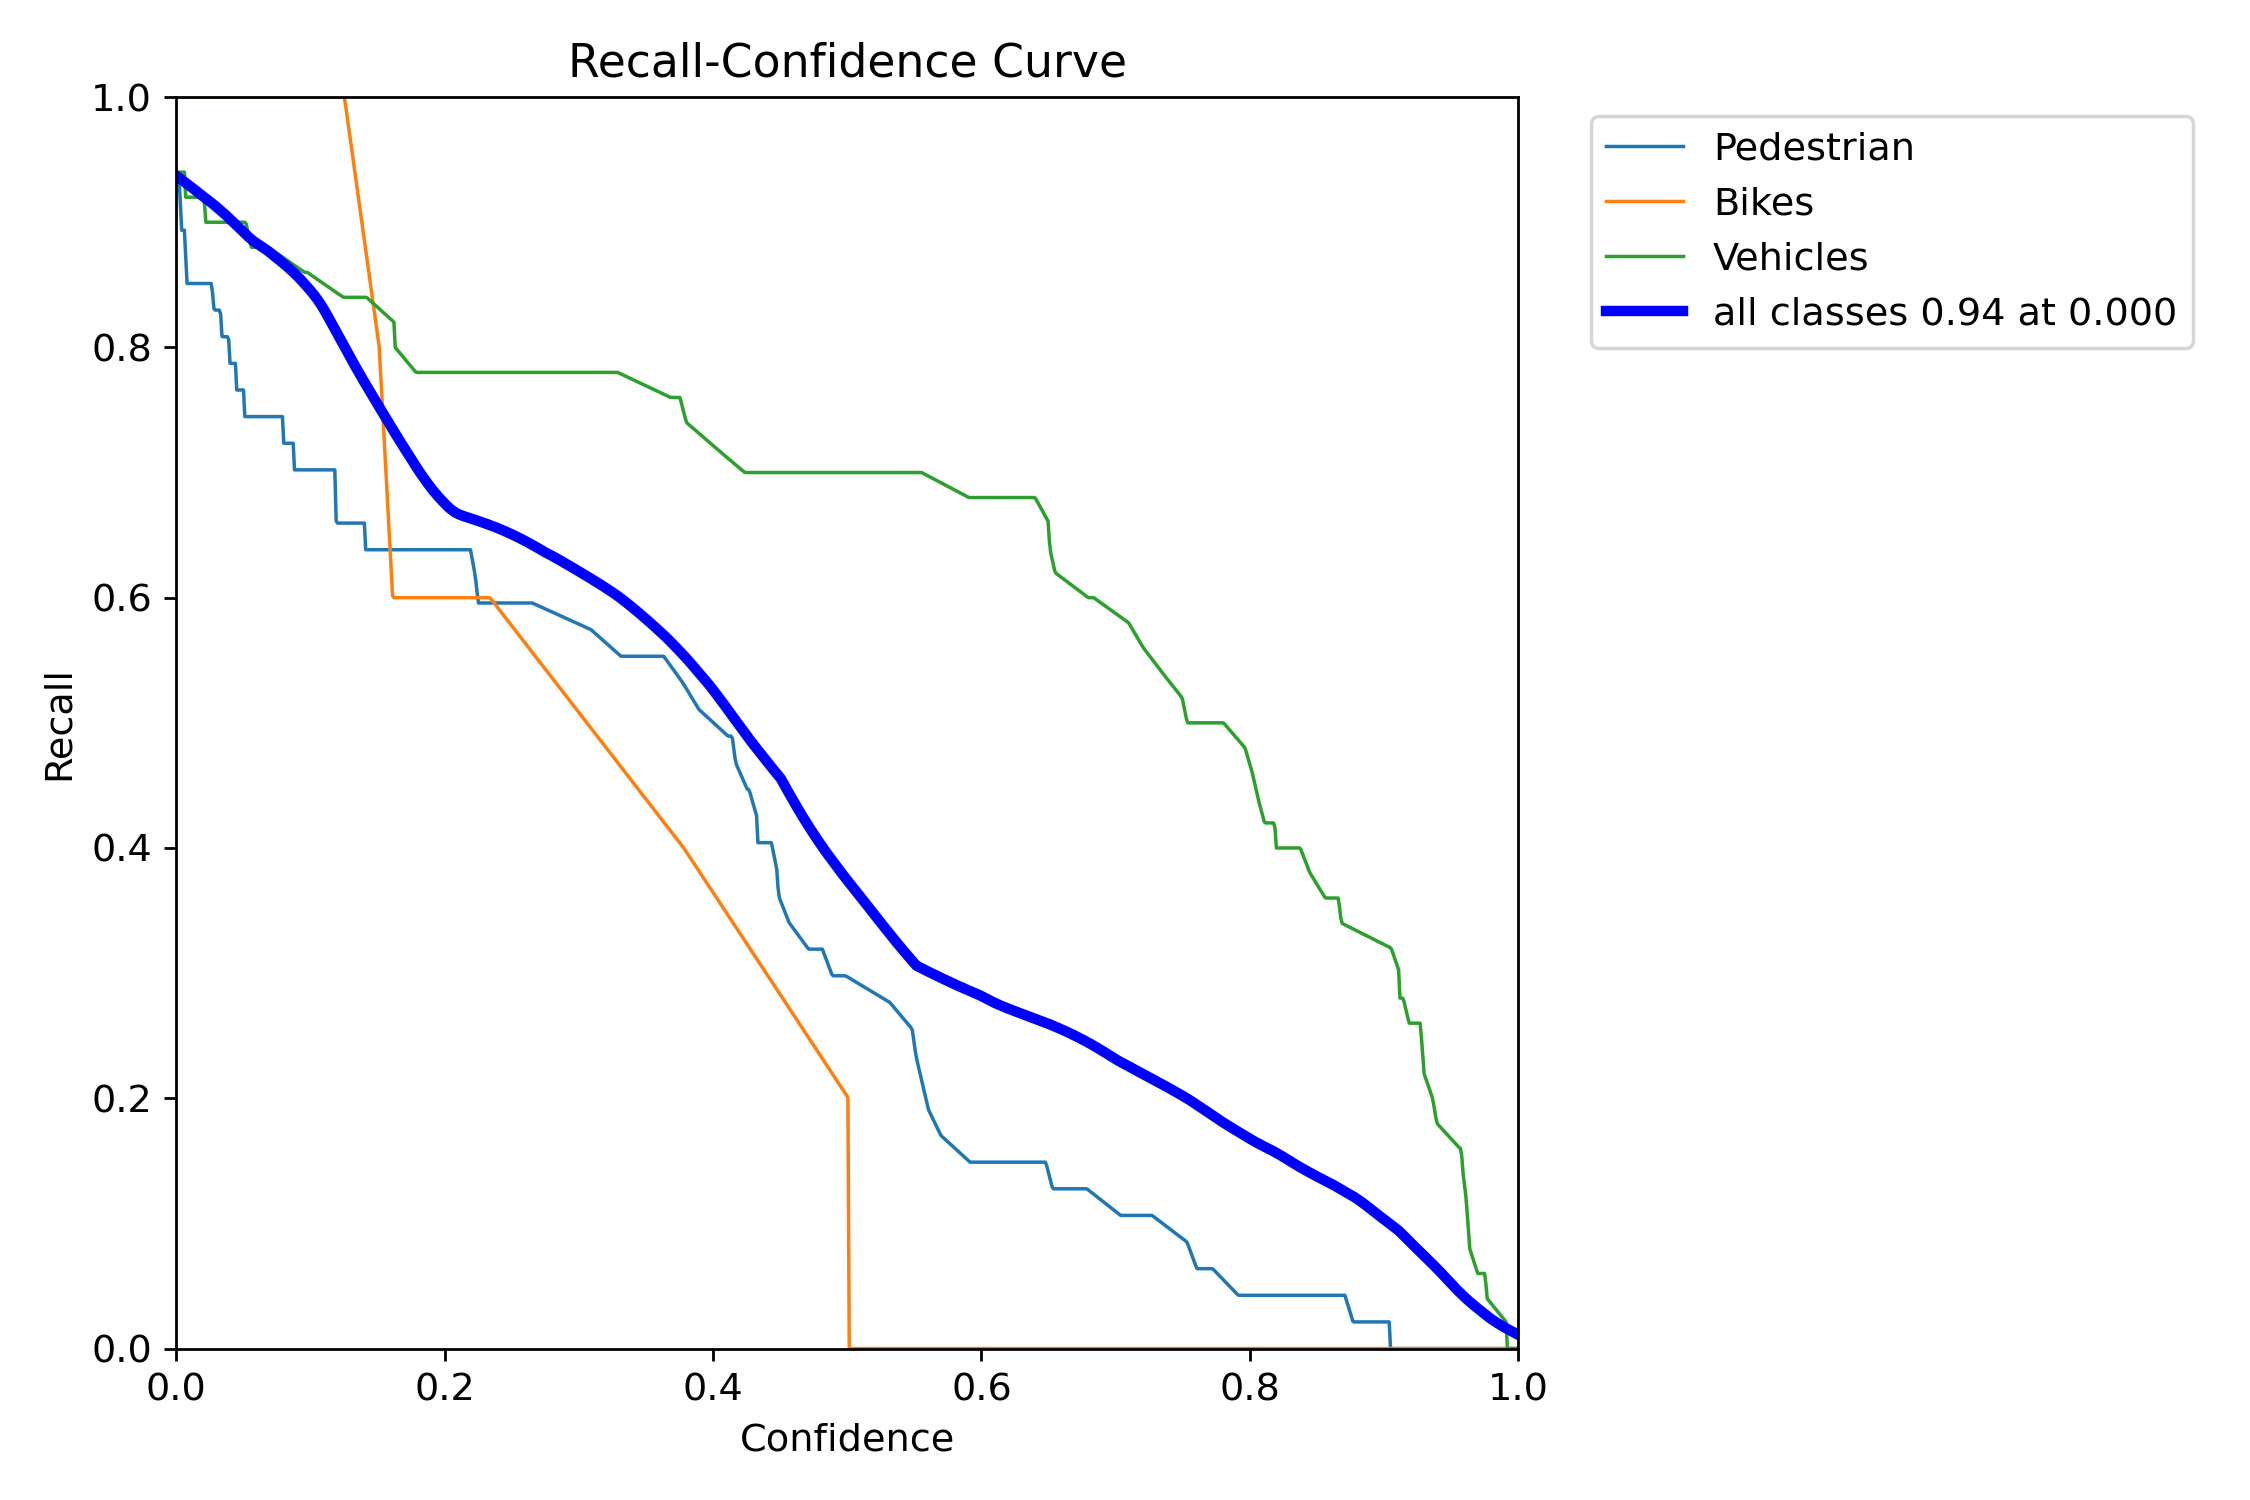 Recall-Confidence Curve
1.0
0.8
0.6
0.4
0.2
0.0
Recall
0.0 0.2 0.4 0.6 0.8 1.0
Confidence
Pedestrian
Bikes
Vehicles
all classes 0.94 at 0.000